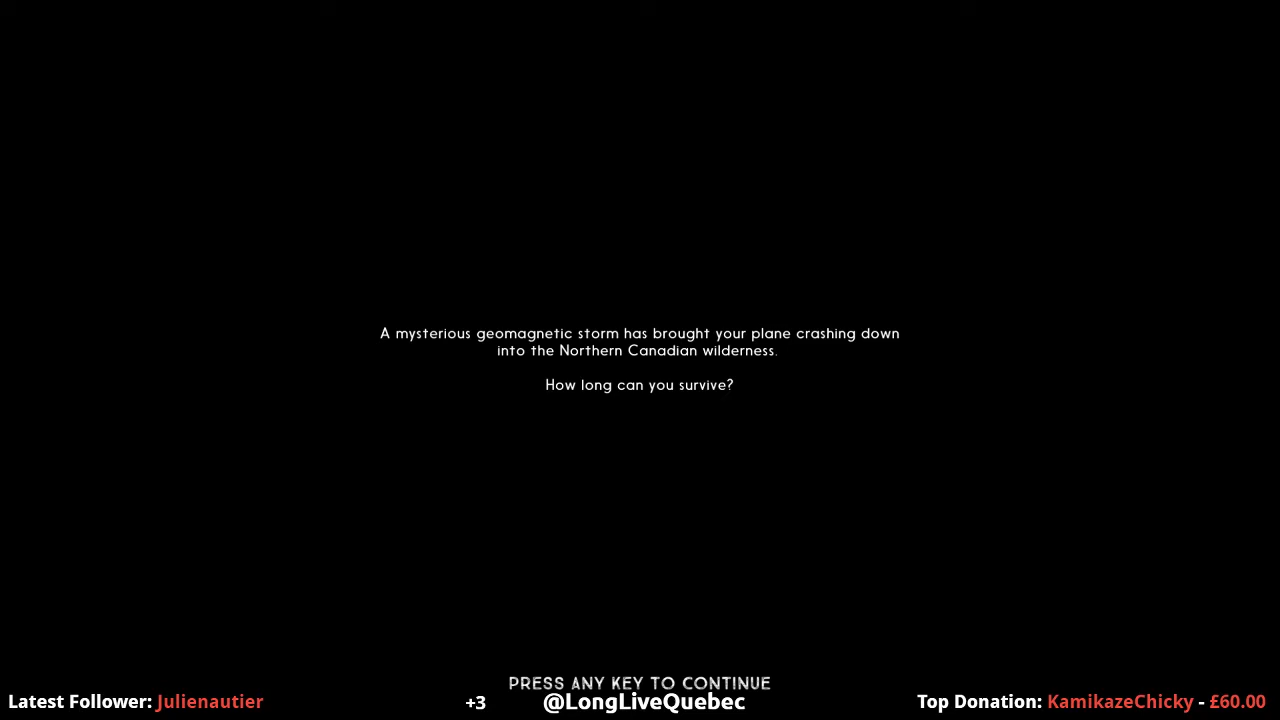 A mysterious geomagnetic storm has brought your plane crashing down
into the Northern Canadian wilderness.
How long can you survive?
PRESS ANY KEY TO CONTINUE
Latest Follower: Julienautier
+3
@LongLiveQuebec
Top Donation: KamikazeChicky - £60.00